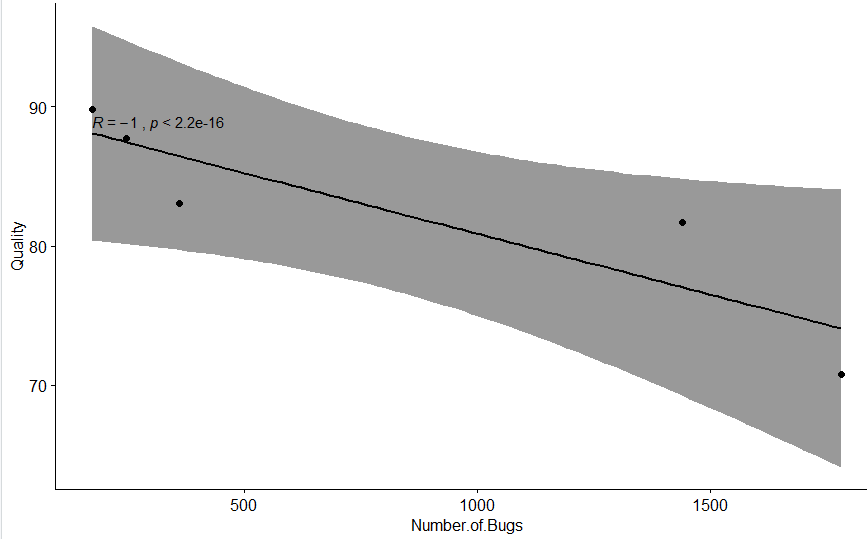 90
R = −1 , p < 2.2e-16
80
Quality
70
500 1000 1500
Number.of.Bugs